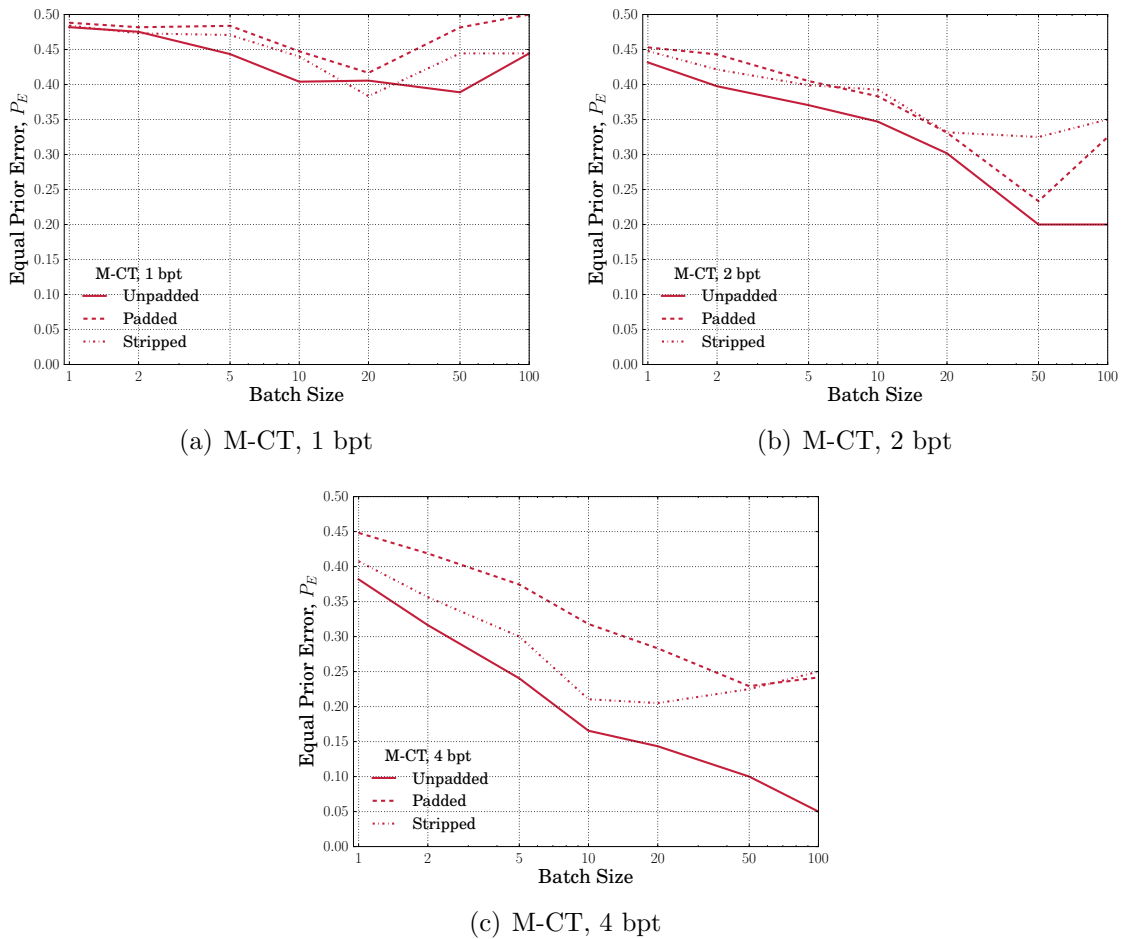 Equal Prior Error, P_E
0.50
0.45
0.40
0.35
0.30
0.25
0.20
0.15
0.10
0.05
0.00
M-CT, 1 bpt
Unpadded
Padded
Stripped
1 2 5 10 20 50 100
Batch Size
(a) M-CT, 1 bpt
Equal Prior Error, P_E
0.50
0.45
0.40
0.35
0.30
0.25
0.20
0.15
0.10
0.05
0.00
M-CT, 2 bpt
Unpadded
Padded
Stripped
1 2 5 10 20 50 100
Batch Size
(b) M-CT, 2 bpt
Equal Prior Error, P_E
0.50
0.45
0.40
0.35
0.30
0.25
0.20
0.15
0.10
0.05
0.00
M-CT, 4 bpt
Unpadded
Padded
Stripped
1 2 5 10 20 50 100
Batch Size
(c) M-CT, 4 bpt